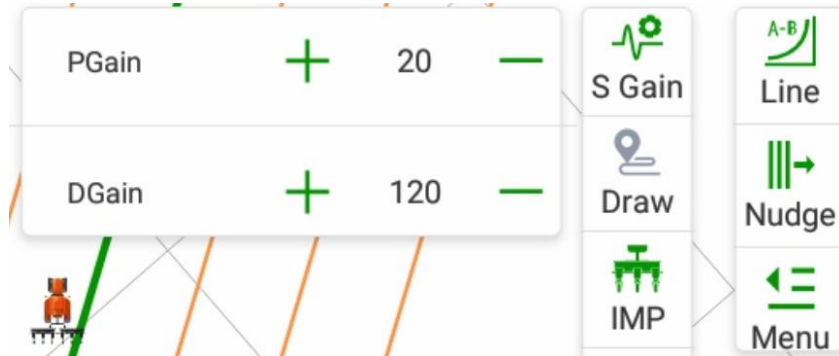 PGain + 20 —
DGain + 120 —
S Gain
Draw
IMP
A-B
Line
Nudge
Menu